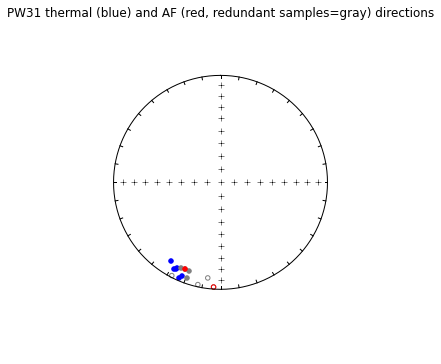 PW31 thermal (blue) and AF (red, redundant samples=gray) directions